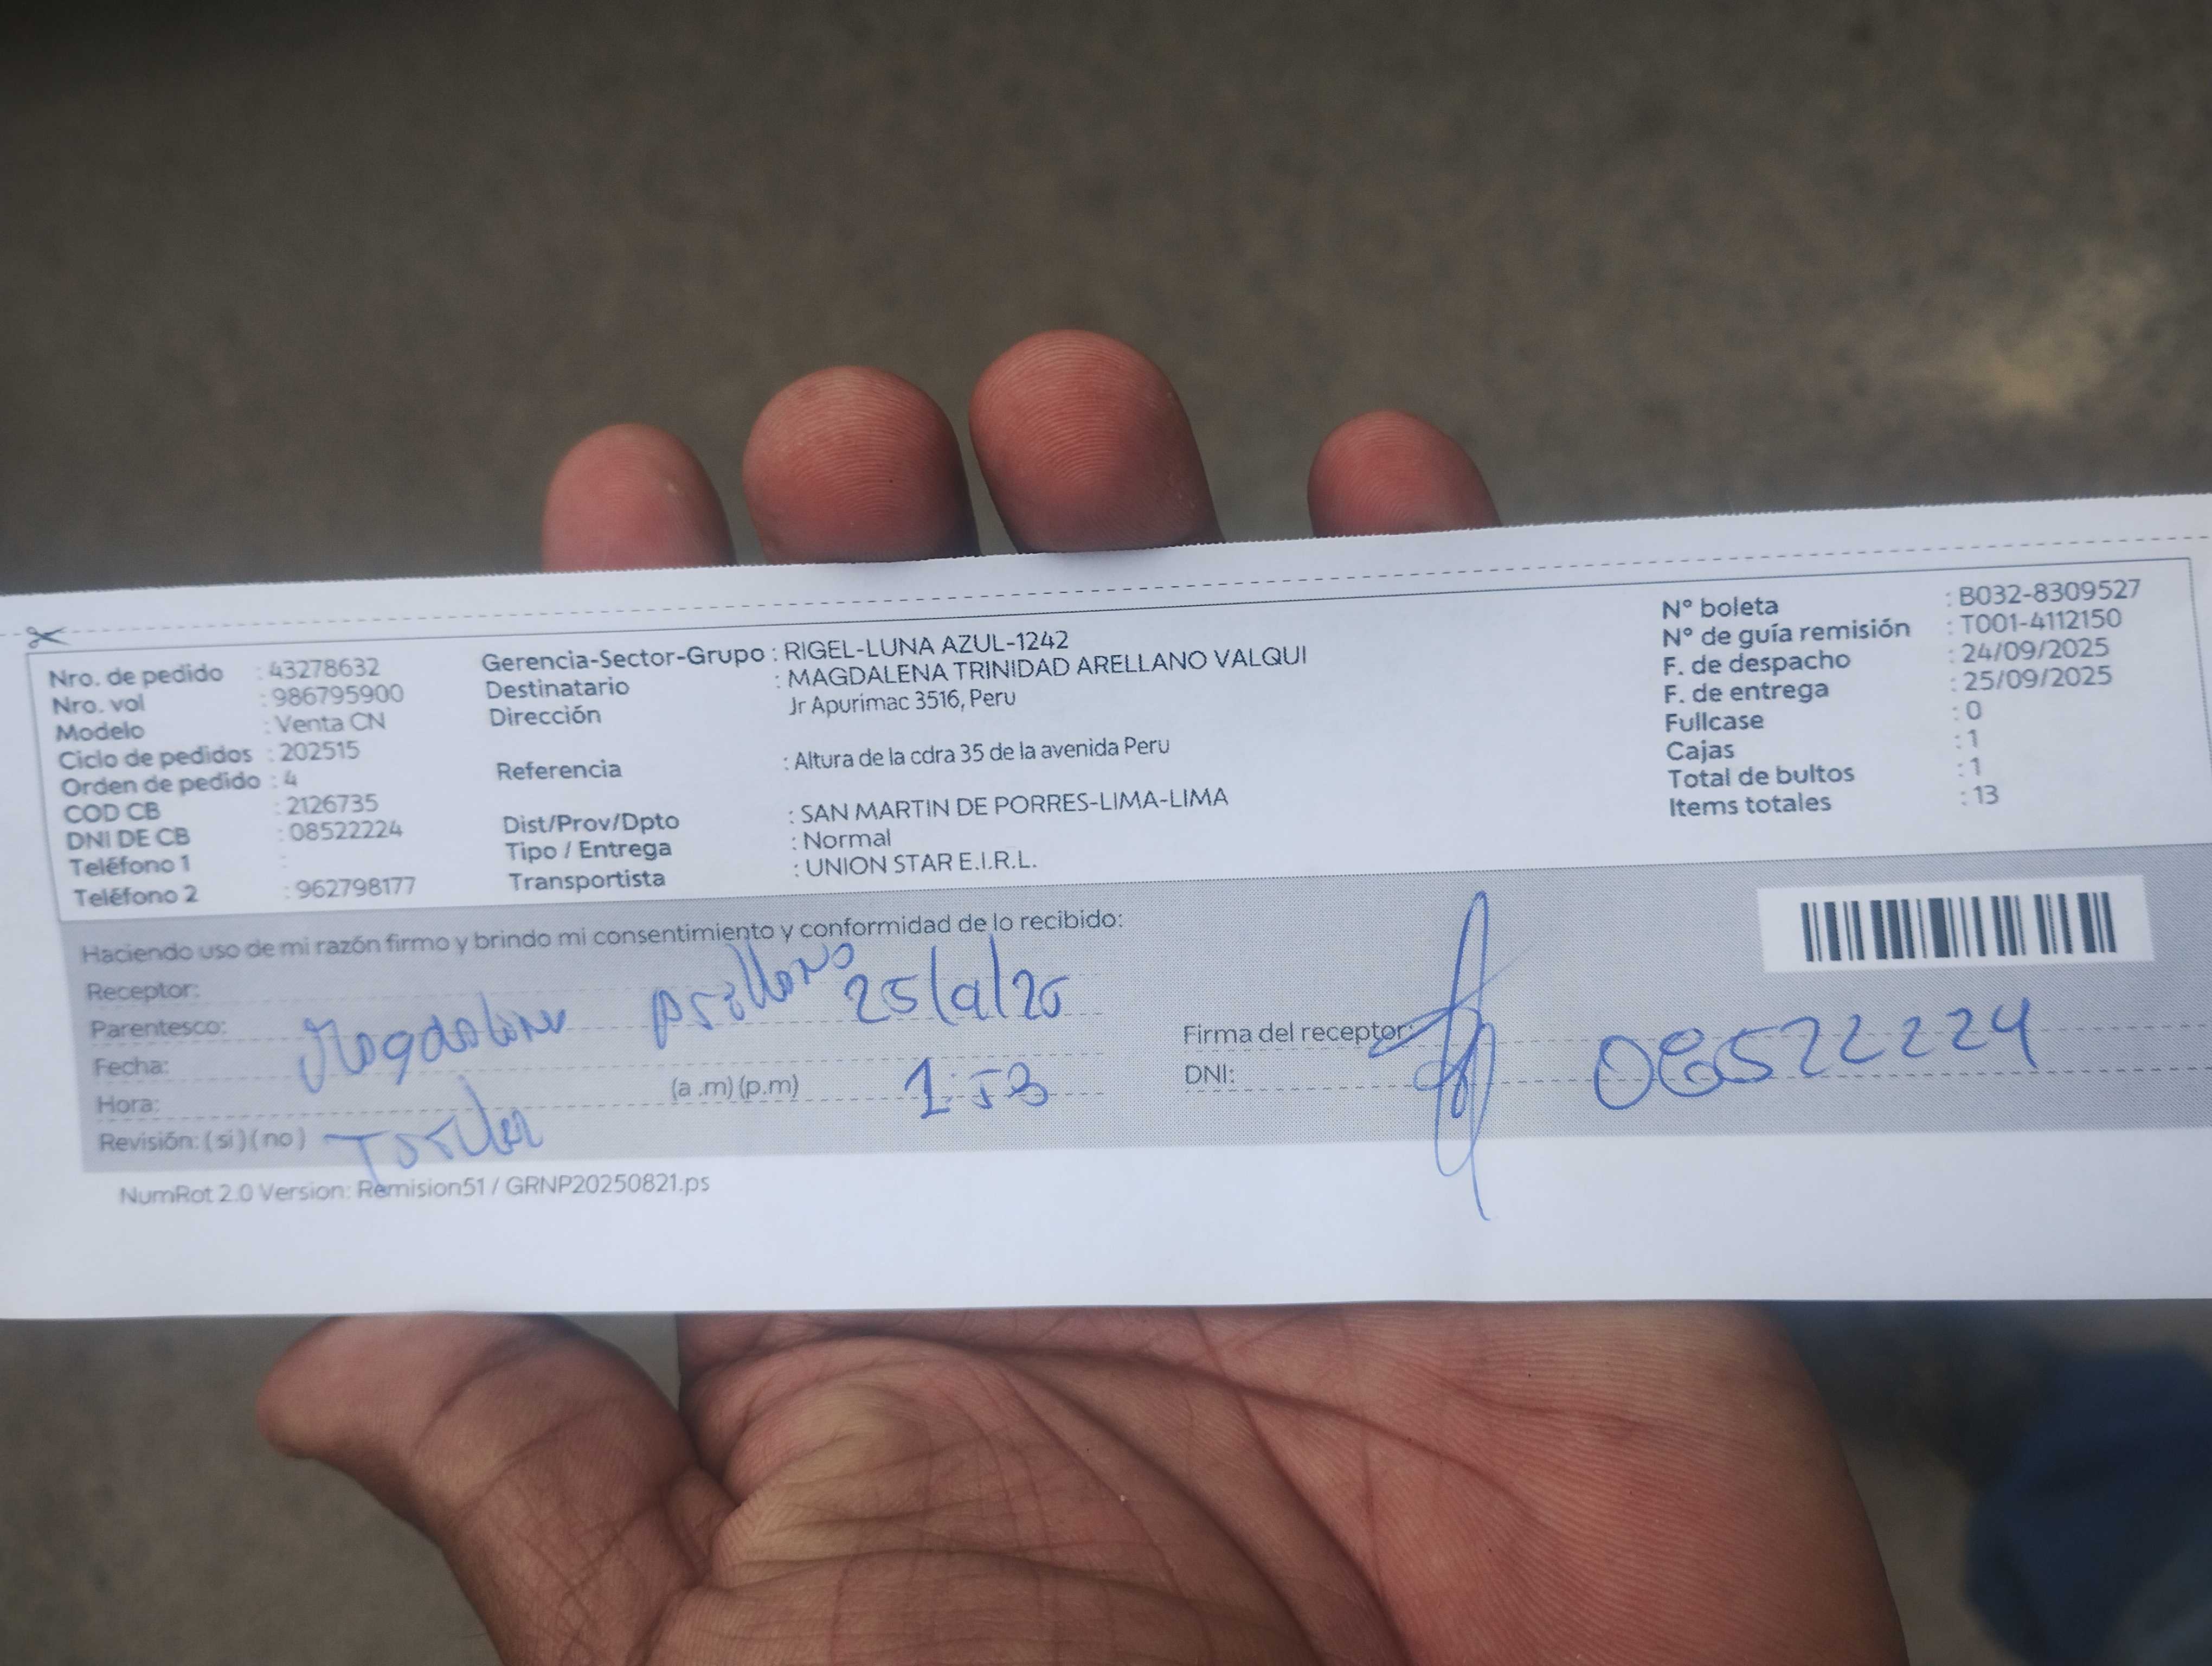 Nro. de pedido : 43278632
Nro. vol : 986795900
Modelo : Venta CN
Ciclo de pedidos : 202515
Orden de pedido : 4
COD CB : 2126735
DNI DE CB : 08522224
Teléfono 1 :
Teléfono 2 : 962798177
Gerencia-Sector-Grupo : RIGEL-LUNA AZUL-1242
Destinatario : MAGDALENA TRINIDAD ARELLANO VALQUI
Dirección Jr Apurimac 3516, Peru
Referencia : Altura de la cdra 35 de la avenida Peru
Dist/Prov/Dpto : SAN MARTIN DE PORRES-LIMA-LIMA
Tipo / Entrega : Normal
Transportista : UNION STAR E.I.R.L.
N° boleta : B032-8309527
N° de guía remisión : T001-4112150
F. de despacho : 24/09/2025
F. de entrega : 25/09/2025
Fullcase : 0
Cajas : 1
Total de bultos : 1
Items totales : 13
Haciendo uso de mi razón firmo y brindo mi consentimiento y conformidad de lo recibido:
Receptor:
Parentesco:
Fecha: 25/9/25
Hora: (a .m) (p.m) 1:53
Revisión: ( si ) ( no )
Firma del receptor:
DNI: 08522224
NumRot 2.0 Version: Remision51 / GRNP20250821.ps